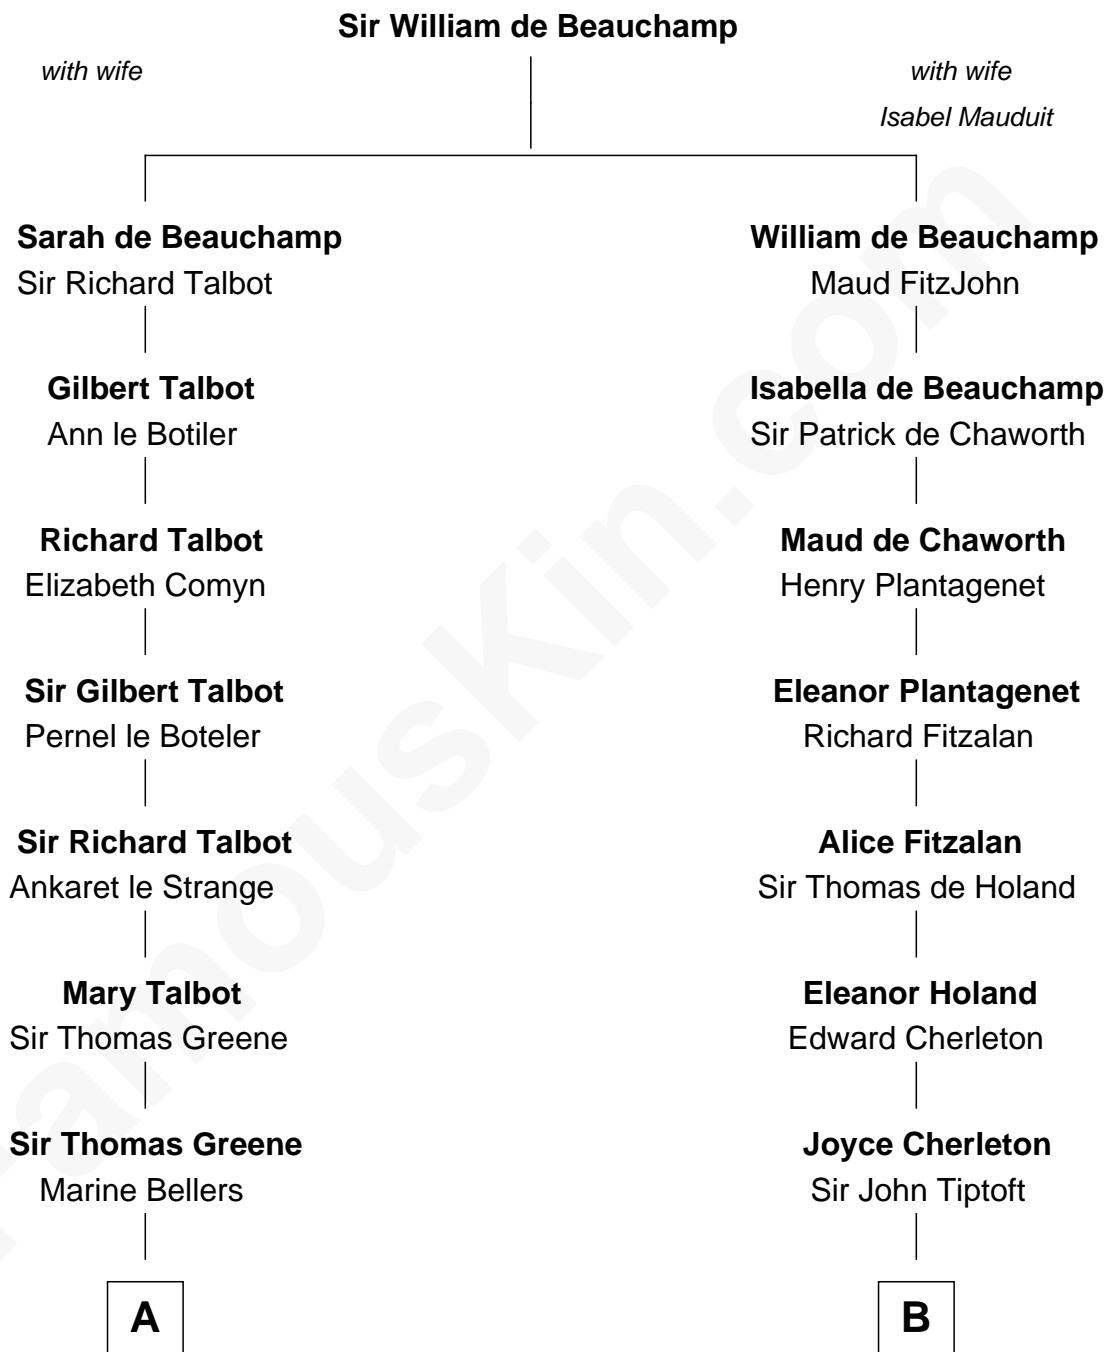 Sir William de Beauchamp
with wife
with wife
Isabel Mauduit
Sarah de Beauchamp
Sir Richard Talbot
William de Beauchamp
Maud FitzJohn
Gilbert Talbot
Ann le Botiler
Isabella de Beauchamp
Sir Patrick de Chaworth
Richard Talbot
Elizabeth Comyn
Maud de Chaworth
Henry Plantagenet
Sir Gilbert Talbot
Pernel le Boteler
Eleanor Plantagenet
Richard Fitzalan
Sir Richard Talbot
Ankaret le Strange
Alice Fitzalan
Sir Thomas de Holand
Mary Talbot
Sir Thomas Greene
Eleanor Holand
Edward Cherleton
Sir Thomas Greene
Marine Bellers
Joyce Cherleton
Sir John Tiptoft
A
B
FamousKin.com